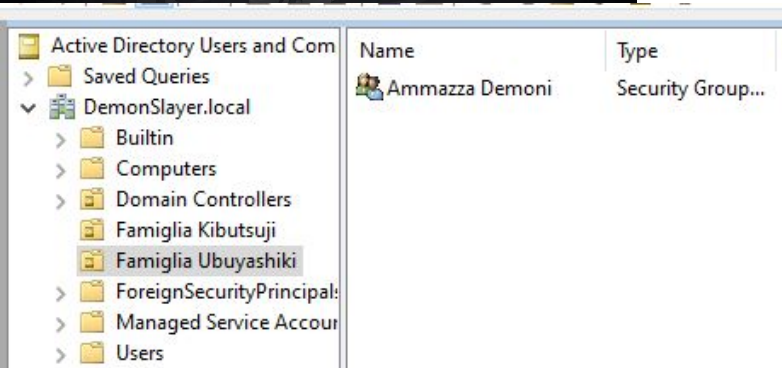 Active Directory Users and Com
Saved Queries
DemonSlayer.local
Builtin
Computers
Domain Controllers
Famiglia Kibutsuji
Famiglia Ubuyashiki
ForeignSecurityPrincipals
Managed Service Accour
Users
Name Type
Ammazza Demoni Security Group...